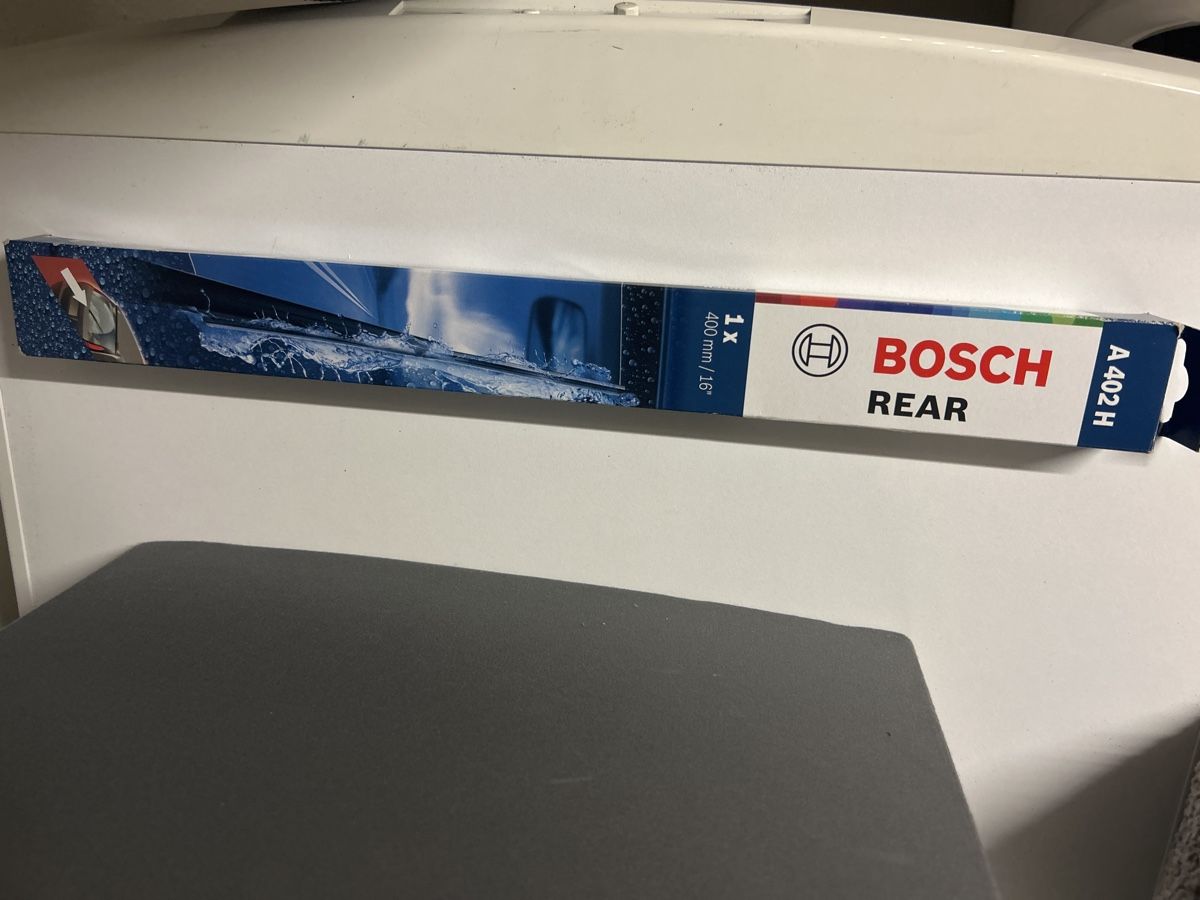 1 x
400 mm / 16"
BOSCH
REAR
A 402 H